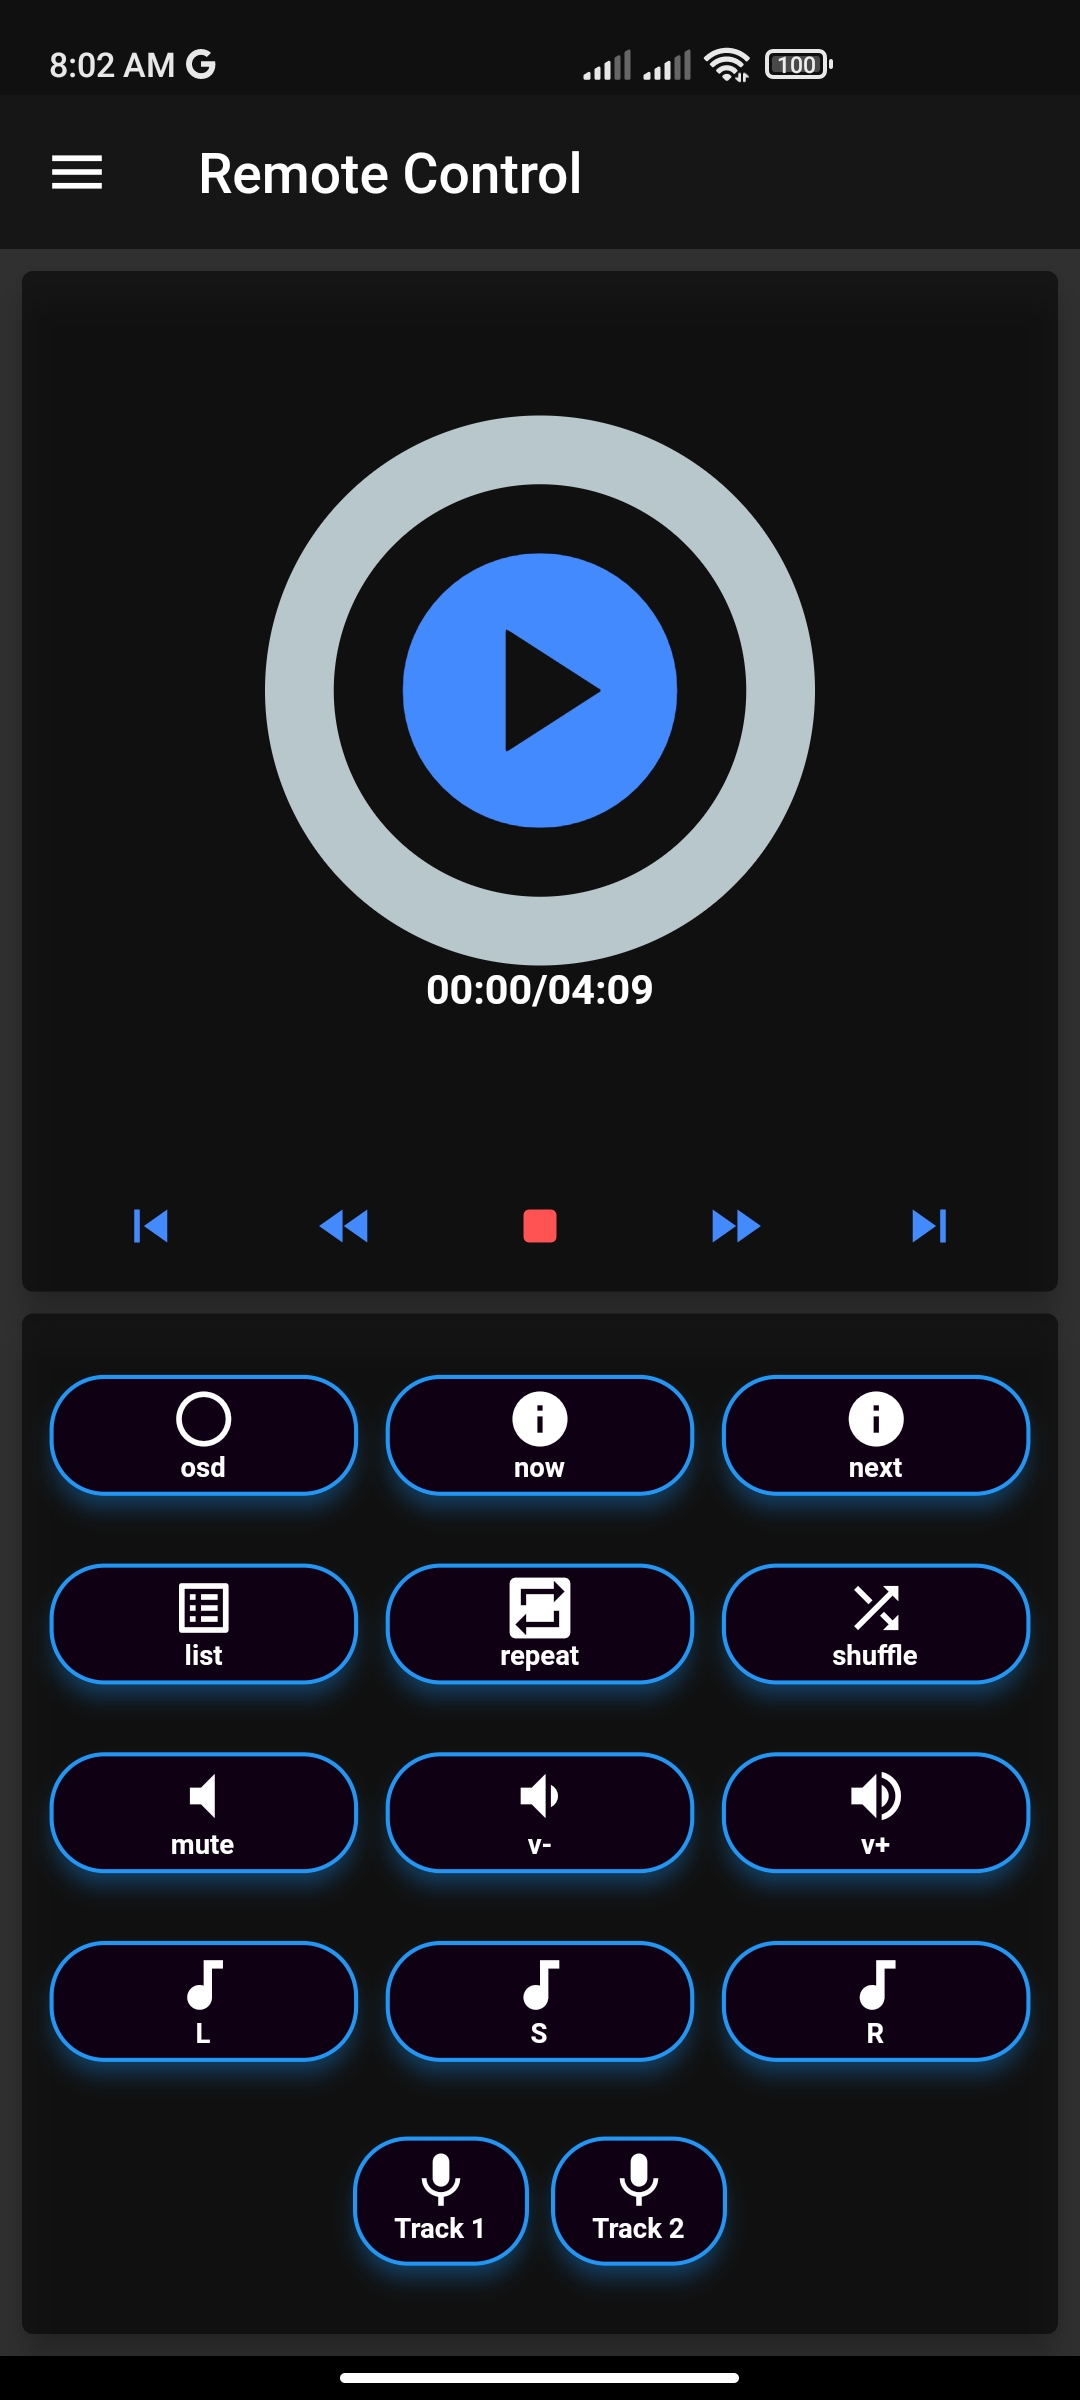 8:02 AM G
100
Remote Control
00:00/04:09
osd
now
next
list
repeat
shuffle
mute
v-
v+
L
S
R
Track 1
Track 2